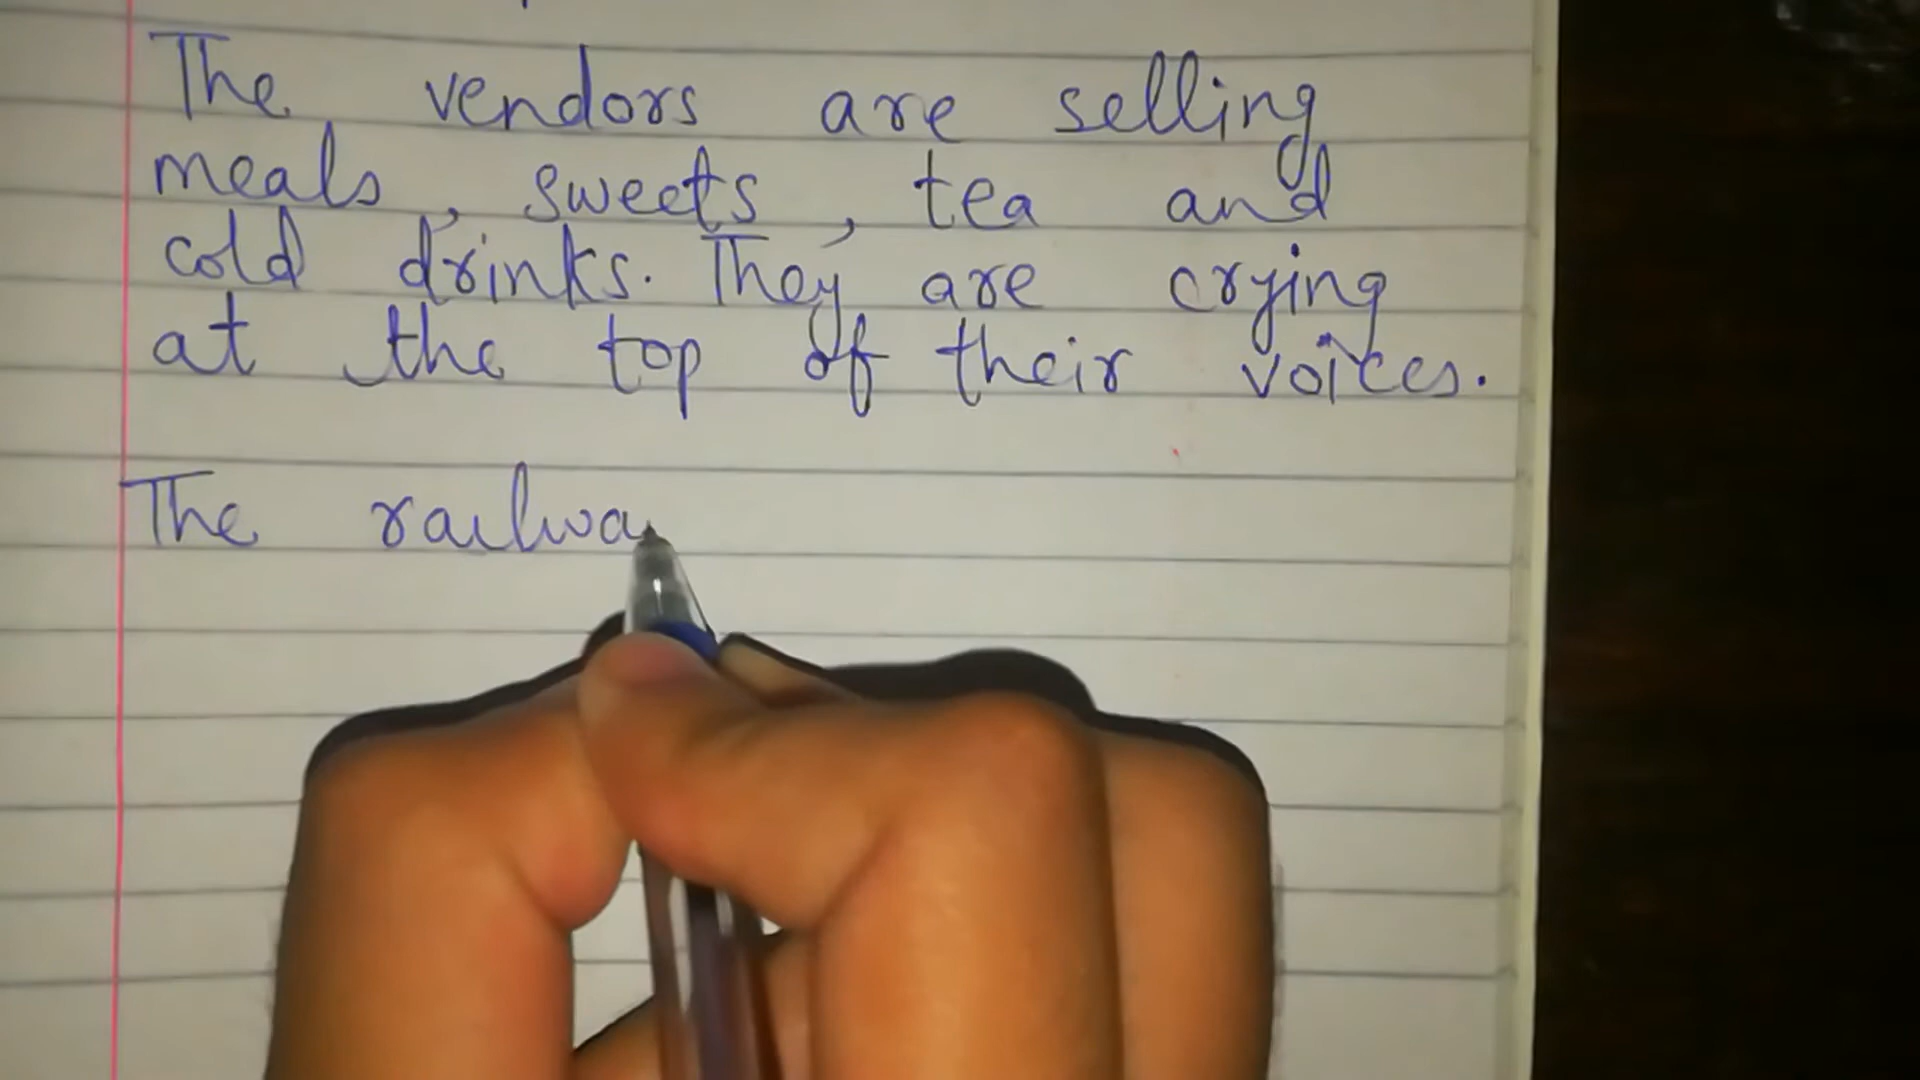 The vendors are selling
meals, sweets, tea and
cold drinks. They are crying
at the top of their voices.
The railwa